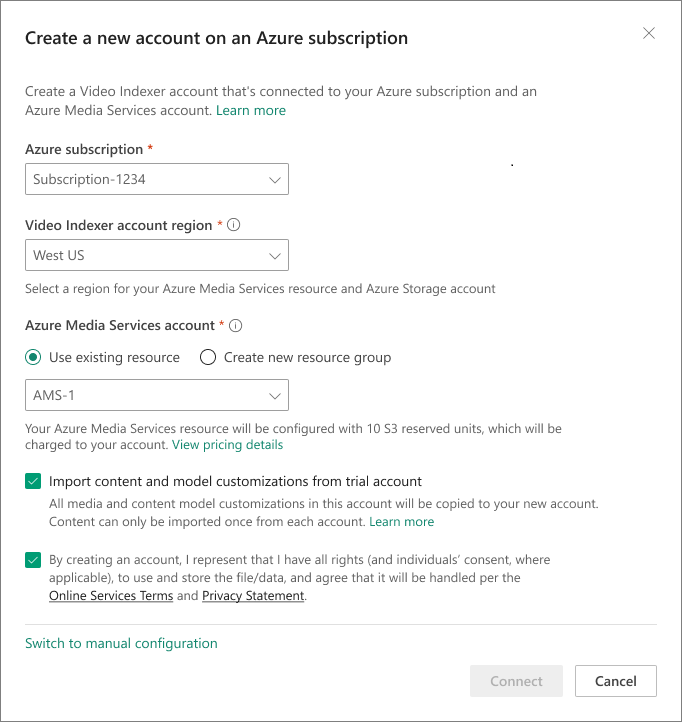 Create a new account on an Azure subscription
Create a Video Indexer account that's connected to your Azure subscription and an
Azure Media Services account. Learn more
Azure subscription *
Subscription-1234
Video Indexer account region *
West US
Select a region for your Azure Media Services resource and Azure Storage account
Azure Media Services account *
Use existing resource Create new resource group
AMS-1
Your Azure Media Services resource will be configured with 10 S3 reserved units, which will be
charged to your account. View pricing details
Import content and model customizations from trial account
All media and content model customizations in this account will be copied to your new account.
Content can only be imported once from each account. Learn more
By creating an account, I represent that I have all rights (and individuals’ consent, where
applicable), to use and store the file/data, and agree that it will be handled per the
Online Services Terms and Privacy Statement.
Switch to manual configuration
Connect Cancel